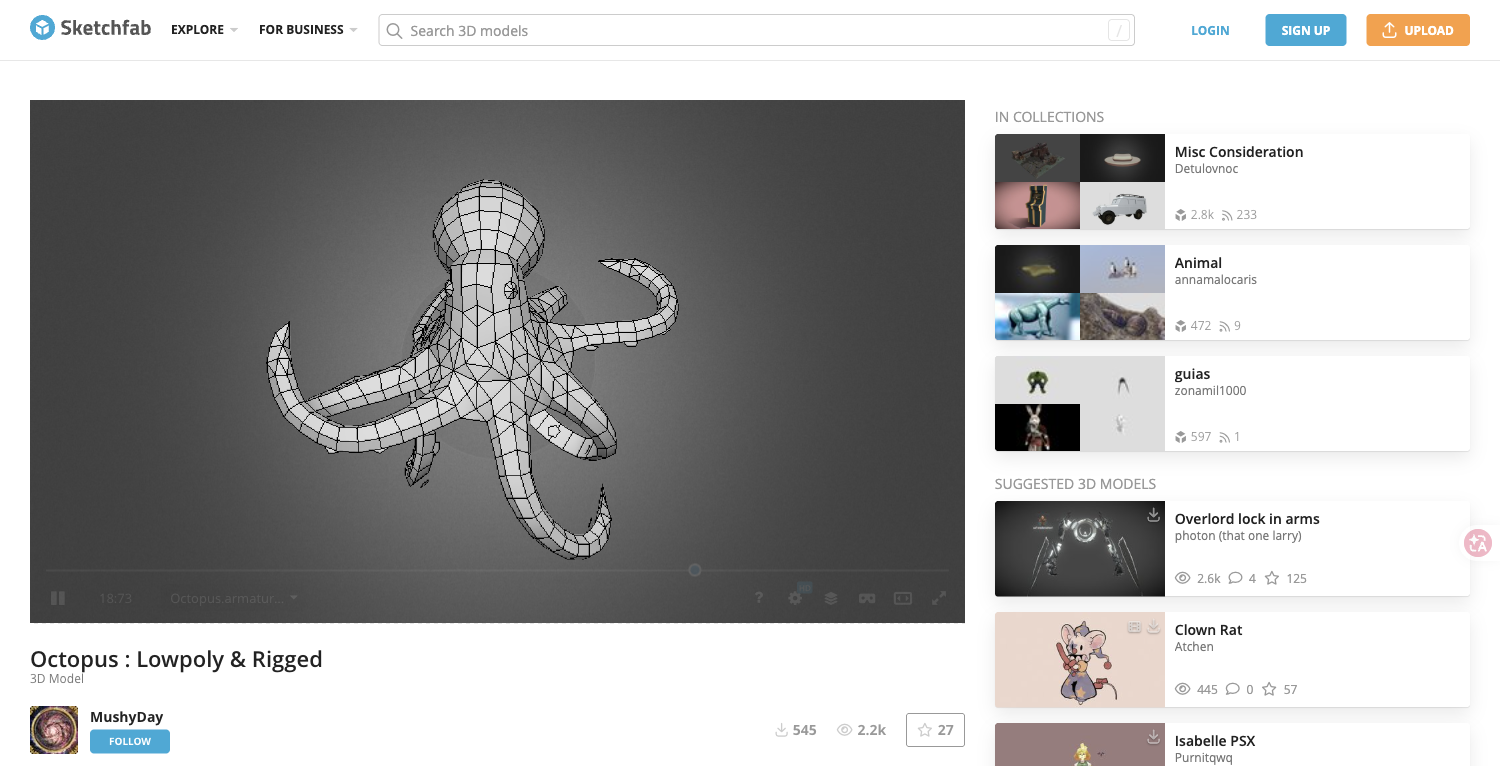 Sketchfab
EXPLORE
FOR BUSINESS
Search 3D models
/
LOGIN
SIGN UP
UPLOAD
18:73
Octopus.armatur...
?
HD
Octopus : Lowpoly & Rigged
3D Model
MushyDay
FOLLOW
545
2.2k
27
IN COLLECTIONS
Misc Consideration
Detulovnoc
2.8k 233
Animal
annamalocaris
472 9
guias
zonamil1000
597 1
SUGGESTED 3D MODELS
Overlord lock in arms
photon (that one larry)
2.6k 4 125
Clown Rat
Atchen
445 0 57
Isabelle PSX
Purnitqwq